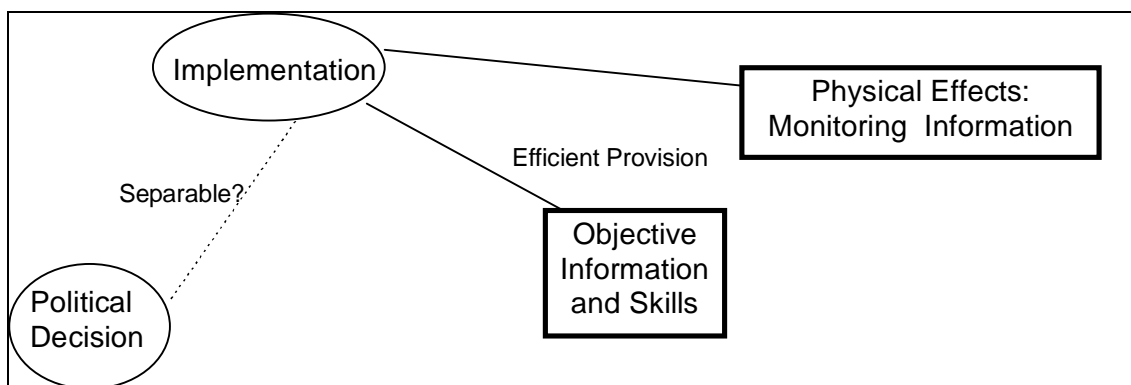 Implementation
Physical Effects:
Monitoring Information
Efficient Provision
Separable?
Objective
Information
and Skills
Political
Decision